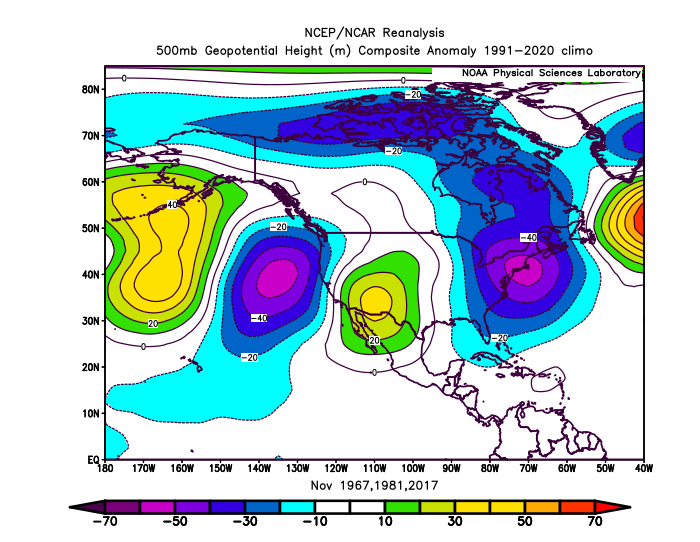 NCEP/NCAR Reanalysis
500mb Geopotential Height (m) Composite Anomaly 1991-2020 climo
NOAA Physical Sciences Laboratory
0
0
80N
-20
70N
-20
60N
0
40
50N
-20
-40
40N
30N
-40
20
20
-20
0
-20
20N
0
10N
EQ
180 170W 160W 150W 140W 130W 120W 110W 100W 90W 80W 70W 60W 50W 40W
Nov 1967,1981,2017
-70 -50 -30 -10 10 30 50 70